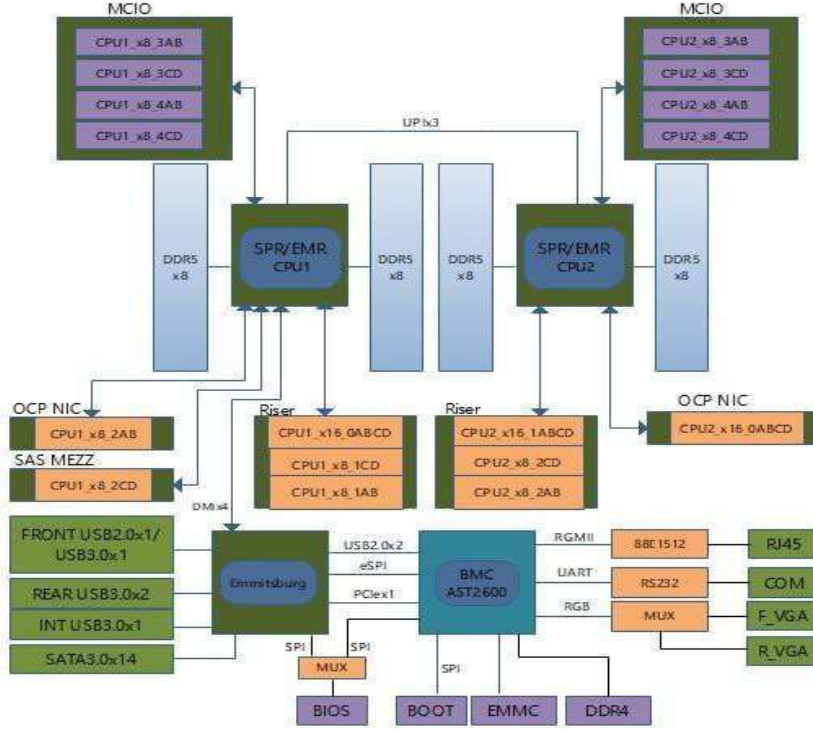 MCIO
CPU1_x8_3AB
CPU1_x8_3CD
CPU1_x8_4AB
CPU1_x8_4CD
MCIO
CPU2_x8_3AB
CPU2_x8_3CD
CPU2_x8_4AB
CPU2_x8_4CD
UPIx3
DDR5
x8
SPR/EMR
CPU1
DDR5
x8
DDR5
x8
SPR/EMR
CPU2
DDR5
x8
OCP NIC
CPU1_x8_2AB
SAS MEZZ
CPU1_x8_2CD
Riser
CPU1_x16_0ABCD
CPU1_x8_1CD
CPU1_x8_1AB
Riser
CPU2_x16_1ABCD
CPU2_x8_2CD
CPU2_x8_2AB
OCP NIC
CPU2_x16_0ABCD
DMIx4
FRONT USB2.0x1/
USB3.0x1
REAR USB3.0x2
INT USB3.0x1
SATA3.0x14
Emmitsburg
USB2.0x2
eSPI
PCIex1
BMC
AST2600
RGMII
88E1512
RJ45
UART
RS232
COM
RGB
MUX
F_VGA
R_VGA
SPI
SPI
MUX
SPI
BIOS
BOOT
EMMC
DDR4